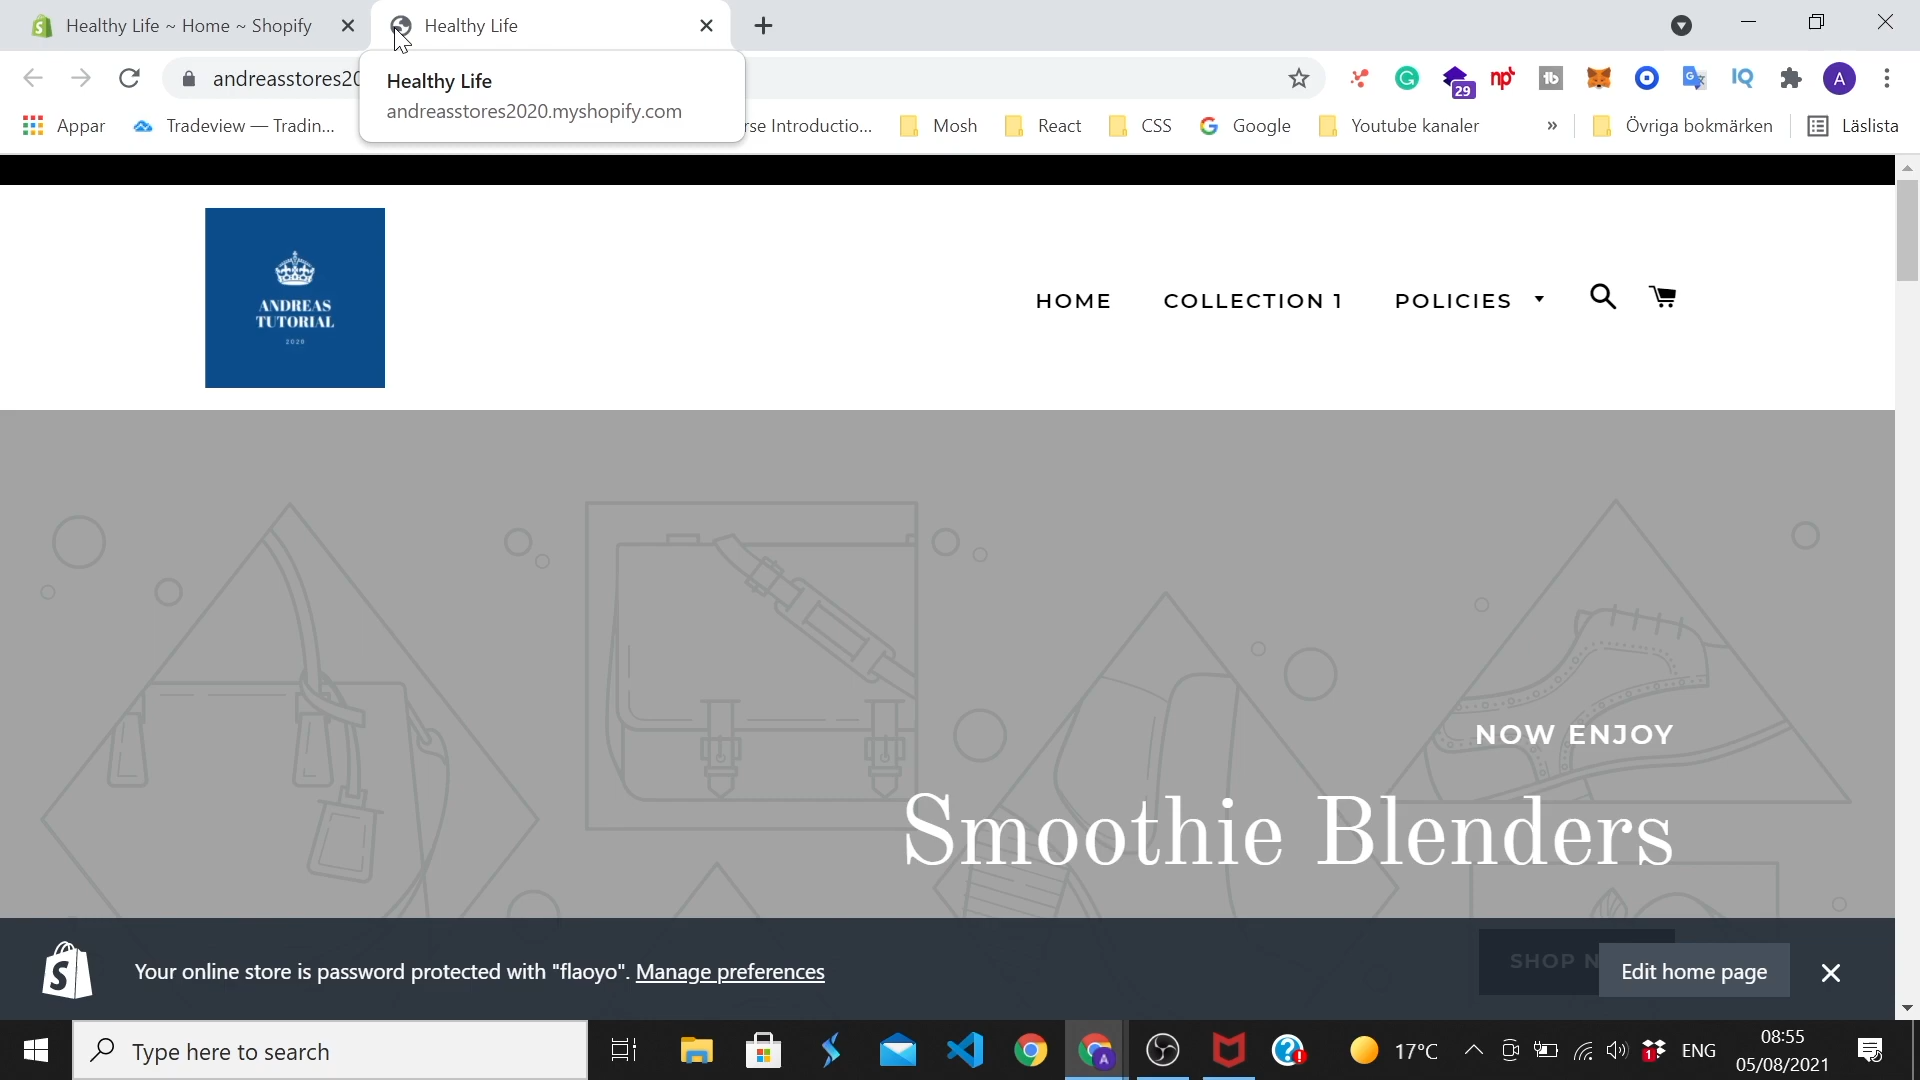 Healthy Life ~ Home ~ Shopify
Healthy Life
andreasstores20
Healthy Life
andreasstores2020.myshopify.com
29
A
Appar
Tradeview — Tradin...
rse Introductio...
Mosh
React
CSS
Google
Youtube kanaler
»
Övriga bokmärken
Läslista
ANDREAS
TUTORIAL
2020
HOME
COLLECTION 1
POLICIES
NOW ENJOY
Smoothie Blenders
SHOP N
Your online store is password protected with "flaoyo". Manage preferences
Edit home page
Type here to search
17°C
1
ENG
08:55
05/08/2021